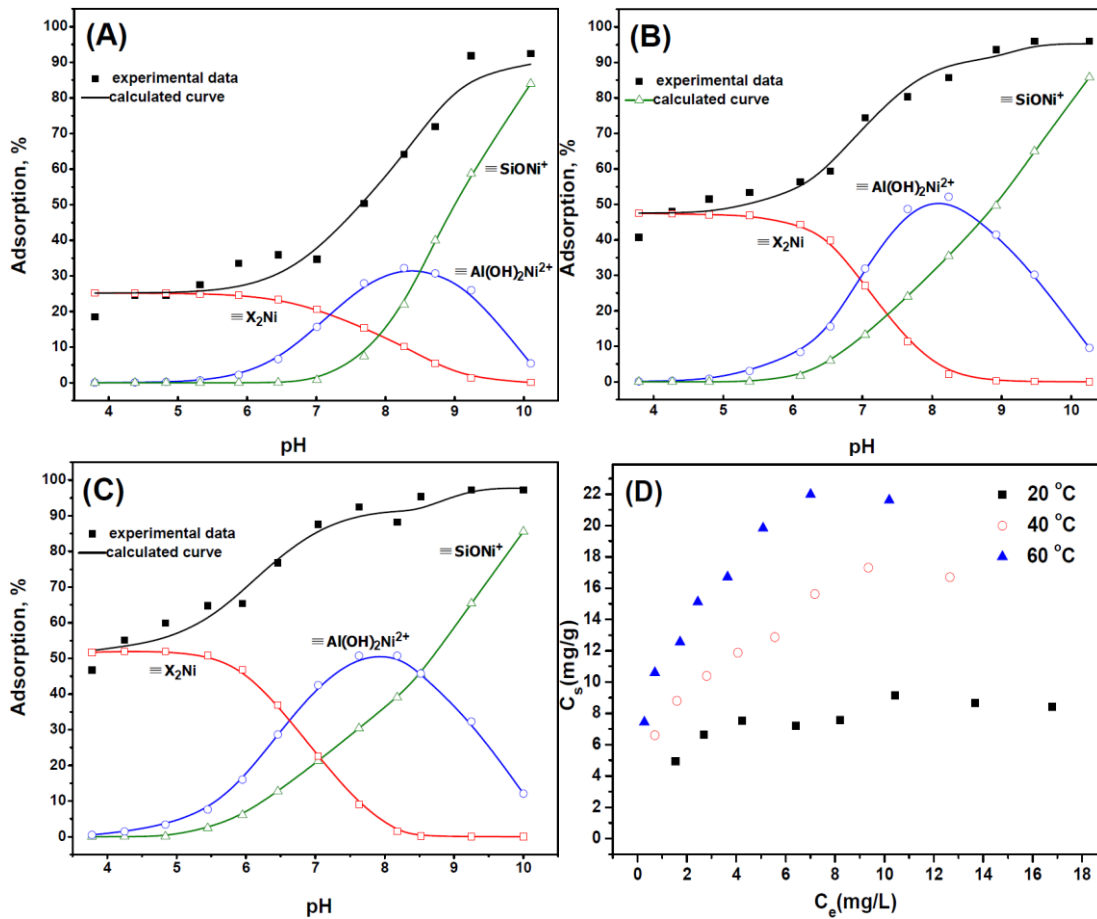 (A)
experimental data
calculated curve
≡ SiONi⁺
≡ Al(OH)₂Ni²⁺
≡ X₂Ni
Adsorption, %
100
90
80
70
60
50
40
30
20
10
0
4 5 6 7 8 9 10
pH
(B)
experimental data
calculated curve
≡ SiONi⁺
≡ Al(OH)₂Ni²⁺
≡ X₂Ni
Adsorption, %
100
90
80
70
60
50
40
30
20
10
0
4 5 6 7 8 9 10
pH
(C)
experimental data
calculated curve
≡ SiONi⁺
≡ Al(OH)₂Ni²⁺
≡ X₂Ni
Adsorption, %
100
90
80
70
60
50
40
30
20
10
0
4 5 6 7 8 9 10
pH
(D)
20 °C
40 °C
60 °C
Cₛ(mg/g)
22
20
18
16
14
12
10
8
6
4
2
0
0 2 4 6 8 10 12 14 16 18
Cₑ(mg/L)